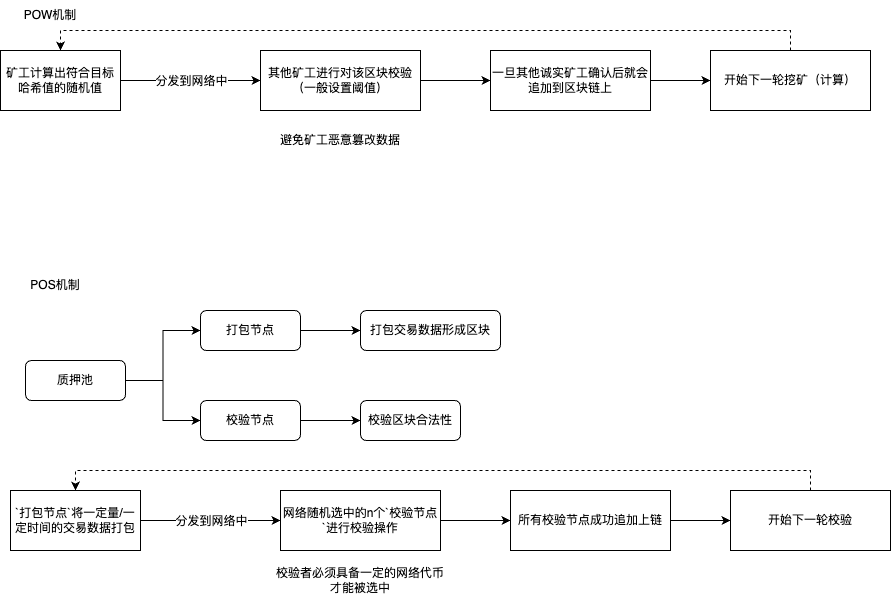 POW机制
矿工计算出符合目标
哈希值的随机值
分发到网络中
其他矿工进行对该区块校验
（一般设置阈值）
一旦其他诚实矿工确认后就会
追加到区块链上
开始下一轮挖矿（计算）
避免矿工恶意篡改数据
POS机制
质押池
打包节点
打包交易数据形成区块
校验节点
校验区块合法性
`打包节点`将一定量/一
定时间的交易数据打包
分发到网络中
网络随机选中的n个`校验节点
`进行校验操作
所有校验节点成功追加上链
开始下一轮校验
校验者必须具备一定的网络代币
才能被选中